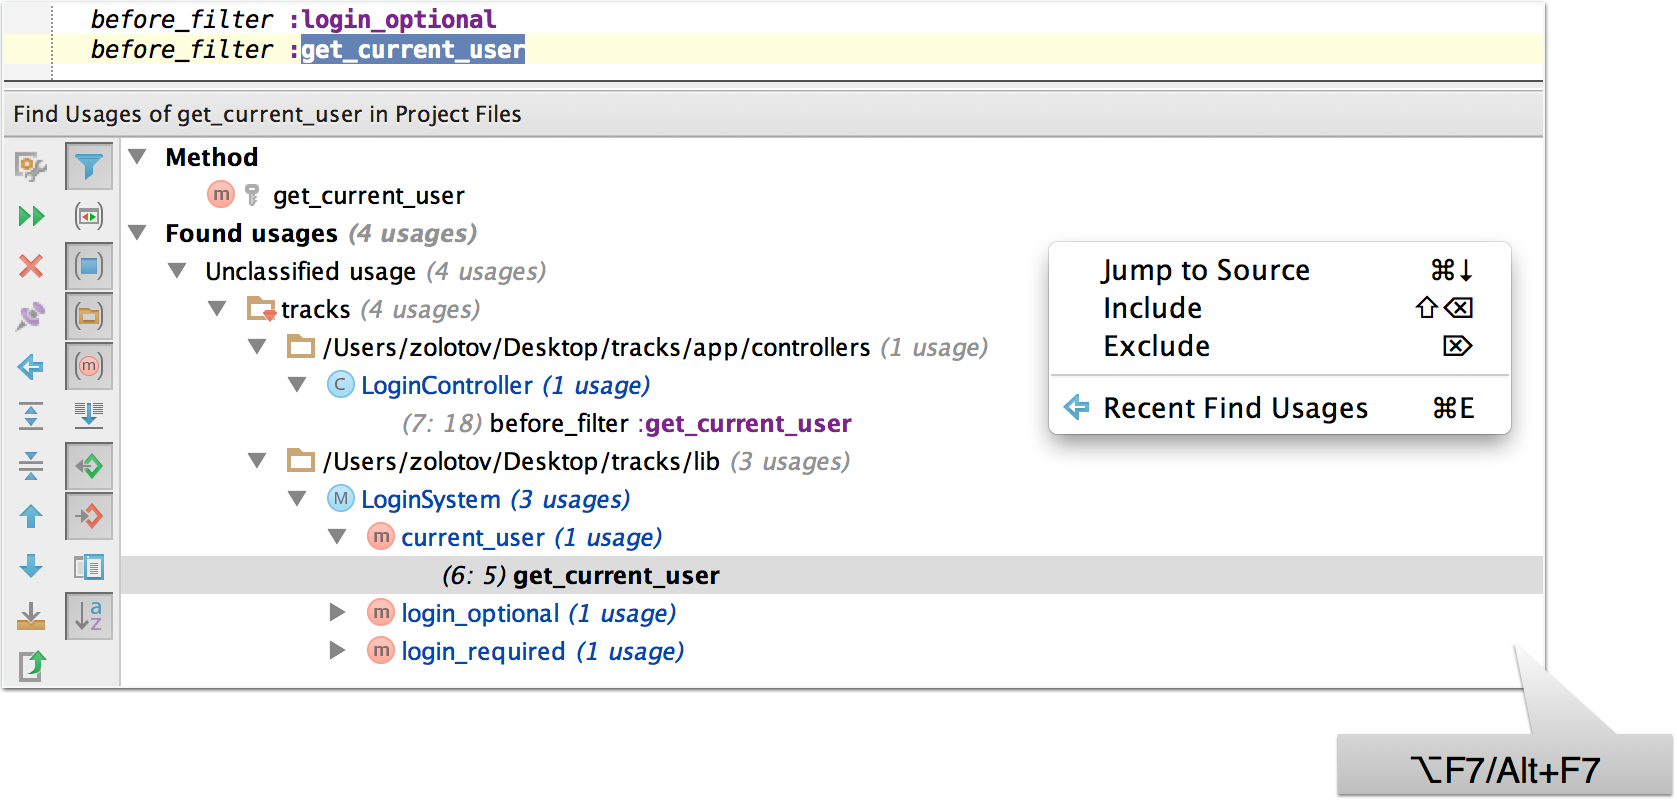 before_filter :login_optional
before_filter :get_current_user
Find Usages of get_current_user in Project Files
Method
m get_current_user
Found usages (4 usages)
Unclassified usage (4 usages)
tracks (4 usages)
/Users/zolotov/Desktop/tracks/app/controllers (1 usage)
C LoginController (1 usage)
(7: 18) before_filter :get_current_user
/Users/zolotov/Desktop/tracks/lib (3 usages)
M LoginSystem (3 usages)
m current_user (1 usage)
(6: 5) get_current_user
m login_optional (1 usage)
m login_required (1 usage)
(m)
a
z
Jump to Source ⌘↓
Include ⇧⌫
Exclude ⌦
Recent Find Usages ⌘E
⌥F7/Alt+F7